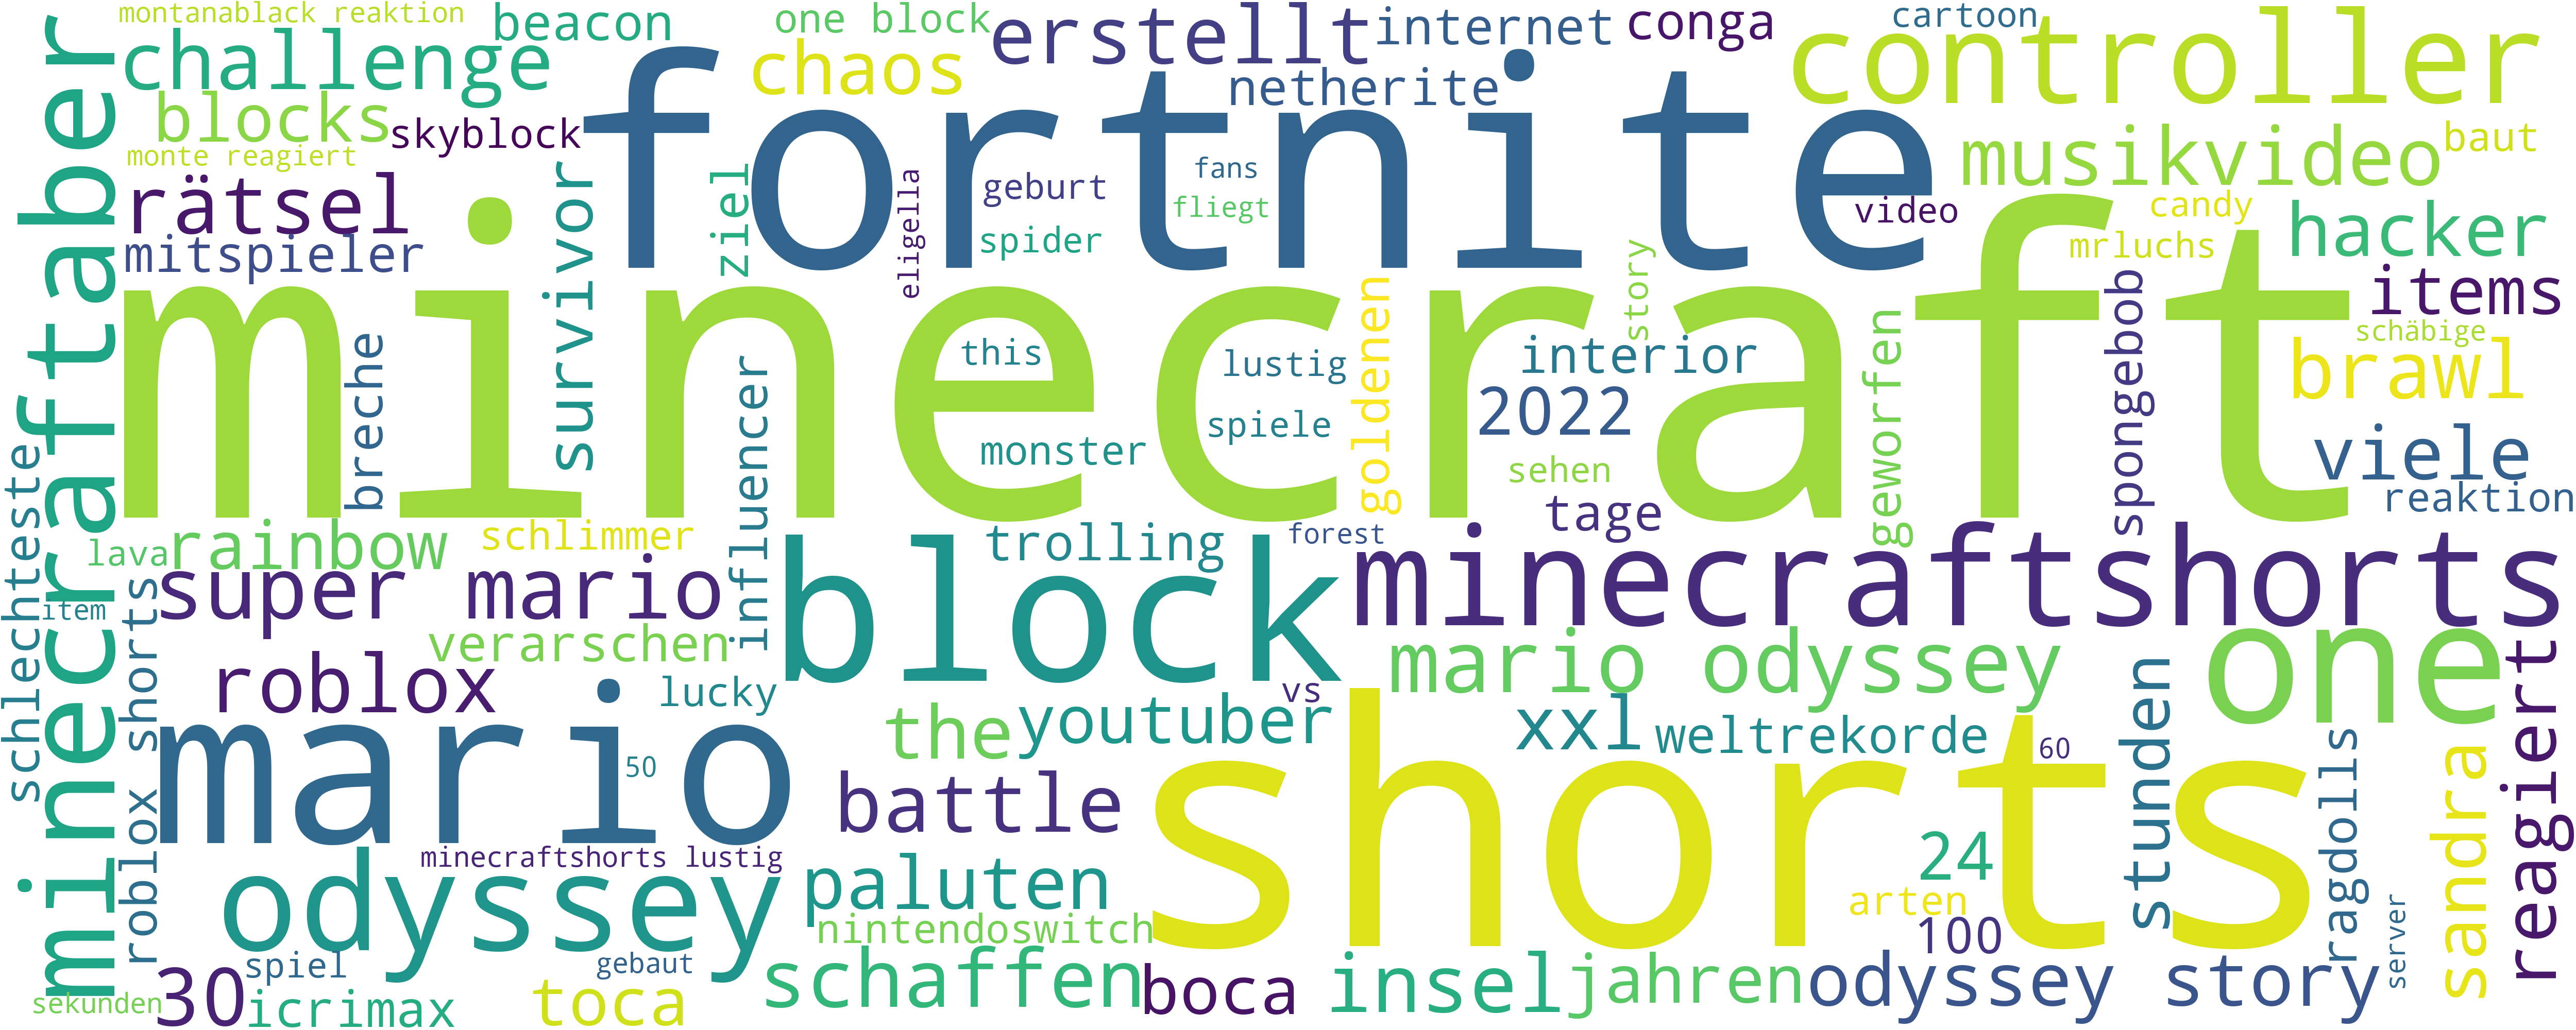 montanablack reaktion
beacon
one block
erstellt
internet
conga
cartoon
controller
challenge
chaos
netherite
blocks
skyblock
fortnite
musikvideo
baut
monte reagiert
rätsel
mitspieler
survivor
ziel
eligella
geburt
spider
fans
fliegt
video
candy
mrluchs
hacker
items
minecraftaber
minecraft
breche
influencer
this
monster
lustig
spiele
goldenen
story
interior
2022
sehen
tage
geworfen
spongebob
schäbige
brawl
viele
reaktion
schlechteste
lava
rainbow
schlimmer
trolling
forest
minecraftshorts
item
super mario
verarschen
block
mario odyssey
one
roblox shorts
roblox
lucky
mario
50
the
youtuber
vs
xxl
weltrekorde
60
stunden
ragdolls
sandra
reagiert
battle
shorts
minecraftshorts lustig
odyssey
paluten
nintendoswitch
24
arten
100
server
sekunden
30
spiel
icrimax
gebaut
toca
schaffen
boca
insel
jahren
odyssey story